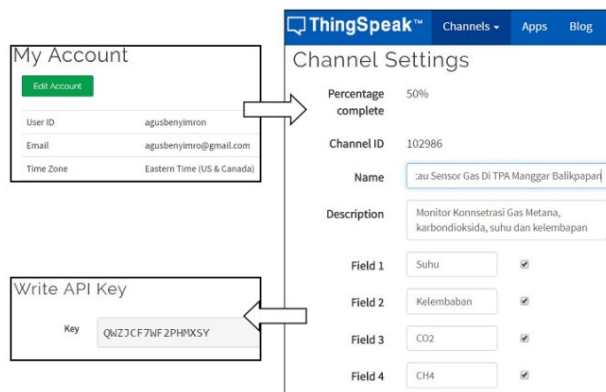 My Account
Edit Account
User ID agusbenyimron
Email agusbenyimro@gmail.com
Time Zone Eastern Time (US & Canada)
Write API Key
Key QWZJCF7WF2PHMXSY
ThingSpeak™ Channels Apps Blog
Channel Settings
Percentage complete 50%
Channel ID 102986
Name :au Sensor Gas Di TPA Manggar Balikpapan
Description Monitor Konnsetrasi Gas Metana,
karbondioksida, suhu dan kelembapan
Field 1 Suhu
Field 2 Kelembaban
Field 3 CO2
Field 4 CH4